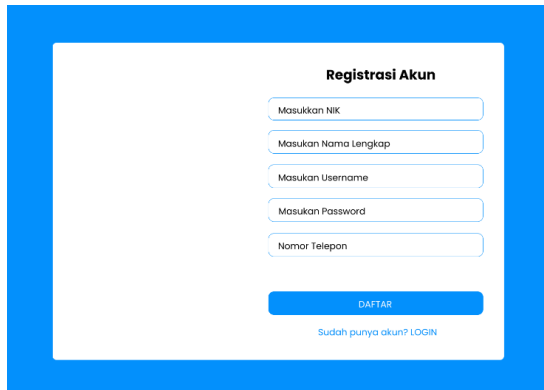 Registrasi Akun
Masukkan NIK
Masukan Nama Lengkap
Masukan Username
Masukan Password
Nomor Telepon
DAFTAR
Sudah punya akun? LOGIN